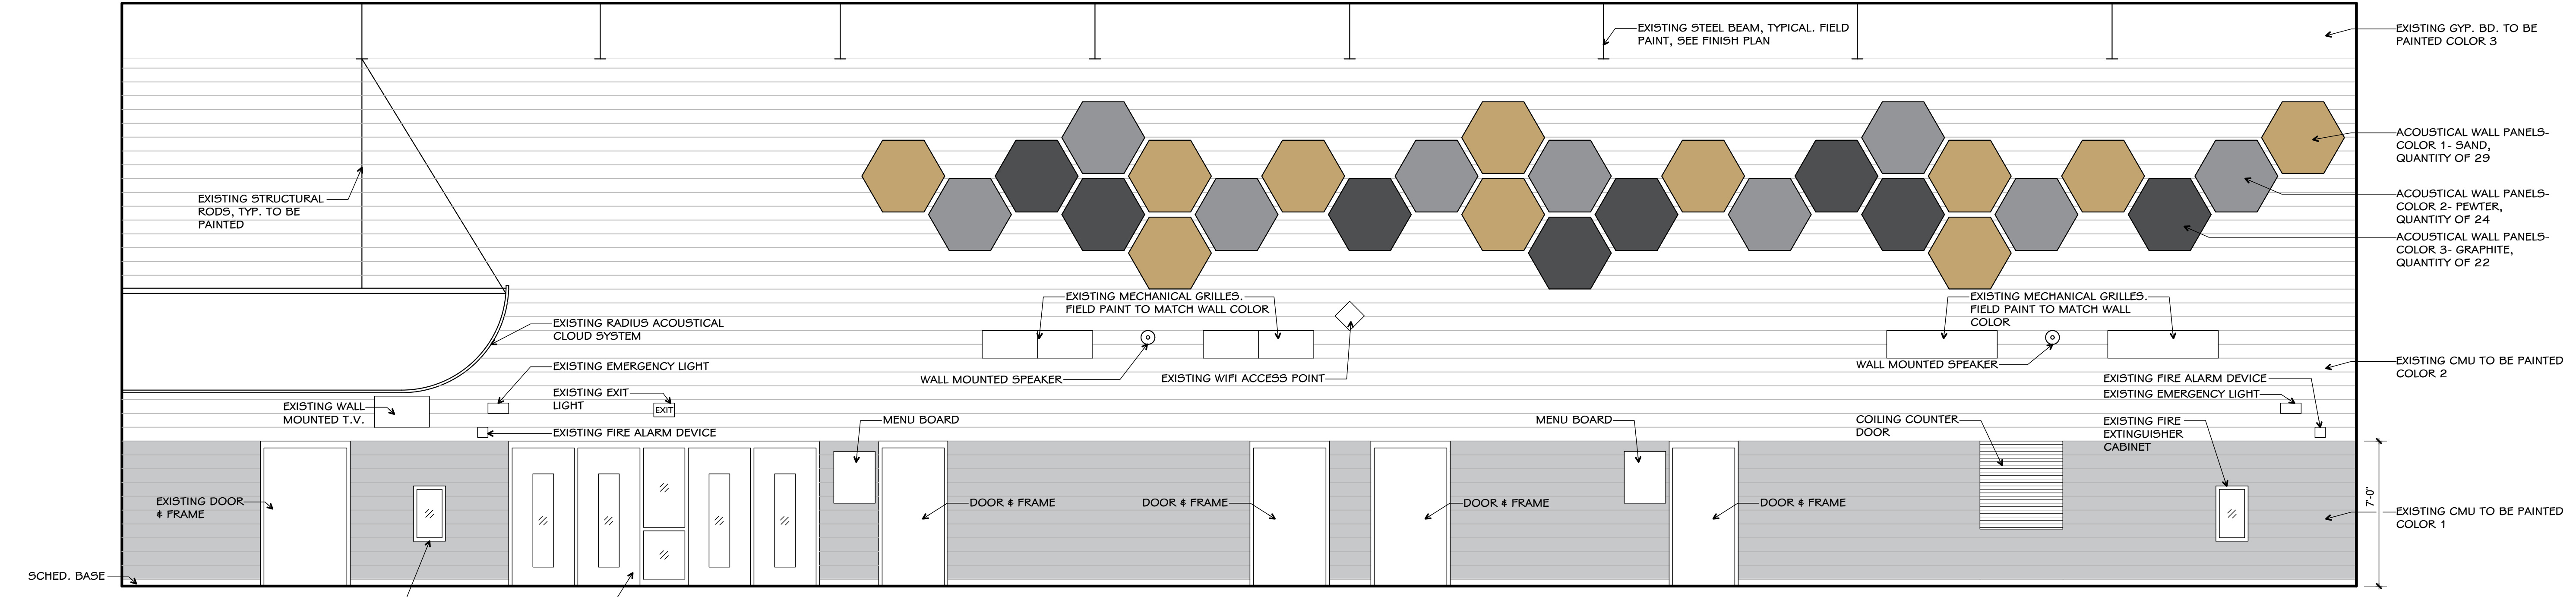 EXISTING STEEL BEAM, TYPICAL. FIELD
PAINT, SEE FINISH PLAN
EXISTING GYP. BD. TO BE
PAINTED COLOR 3
ACOUSTICAL WALL PANELS-
COLOR 1- SAND,
QUANTITY OF 29
ACOUSTICAL WALL PANELS-
COLOR 2- PEWTER,
QUANTITY OF 24
ACOUSTICAL WALL PANELS-
COLOR 3- GRAPHITE,
QUANTITY OF 22
EXISTING STRUCTURAL
RODS, TYP. TO BE
PAINTED
EXISTING MECHANICAL GRILLES.
FIELD PAINT TO MATCH WALL COLOR
EXISTING MECHANICAL GRILLES.
FIELD PAINT TO MATCH WALL
COLOR
EXISTING RADIUS ACOUSTICAL
CLOUD SYSTEM
EXISTING EMERGENCY LIGHT
WALL MOUNTED SPEAKER
EXISTING WIFI ACCESS POINT
WALL MOUNTED SPEAKER
EXISTING CMU TO BE PAINTED
COLOR 2
EXISTING FIRE ALARM DEVICE
EXISTING EMERGENCY LIGHT
EXISTING EXIT
LIGHT
EXIT
EXISTING WALL
MOUNTED T.V.
EXISTING FIRE ALARM DEVICE
MENU BOARD
MENU BOARD
COILING COUNTER
DOOR
EXISTING FIRE
EXTINGUISHER
CABINET
EXISTING DOOR
& FRAME
DOOR & FRAME
DOOR & FRAME
DOOR & FRAME
DOOR & FRAME
7'-0"
EXISTING CMU TO BE PAINTED
COLOR 1
SCHED. BASE